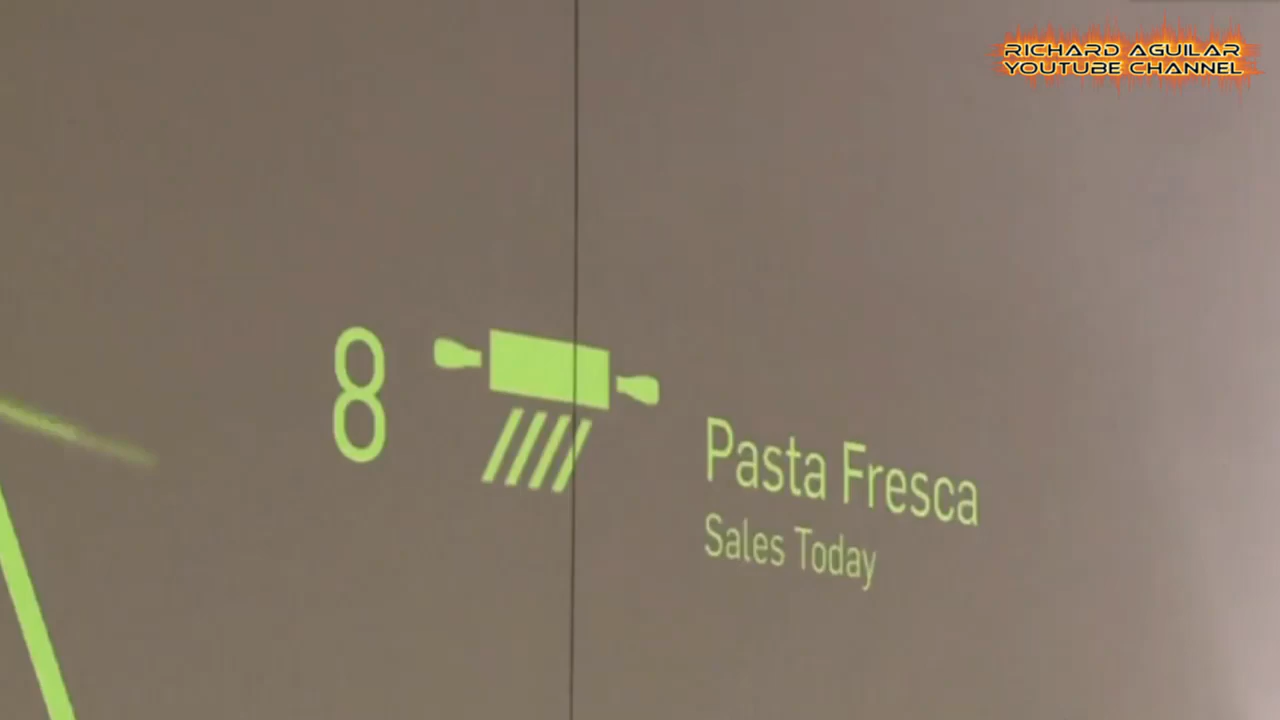 RICHARD AGUILAR
YOUTUBE CHANNEL
8
Pasta Fresca
Sales Today